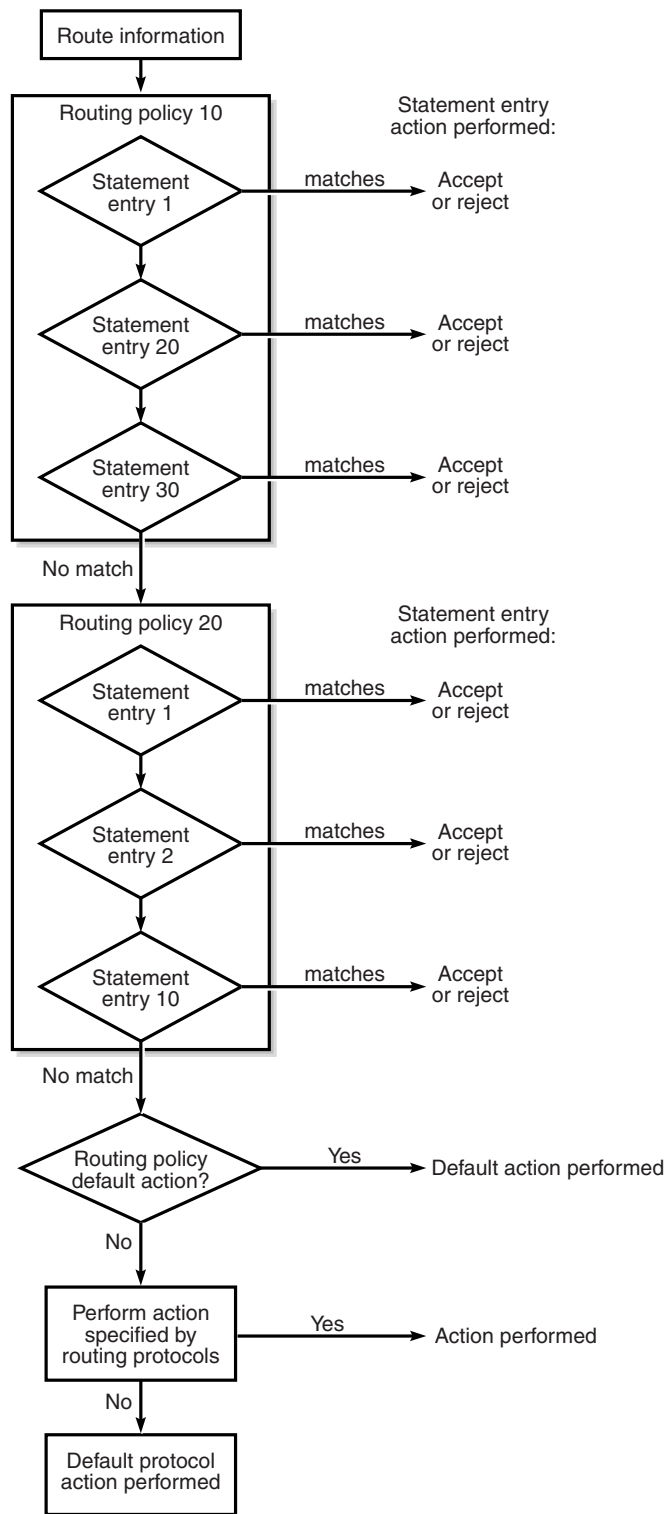 Route information
Routing policy 10
Statement entry
action performed:
Statement
entry 1
matches
Accept
or reject
Statement
entry 20
matches
Accept
or reject
Statement
entry 30
matches
Accept
or reject
No match
Routing policy 20
Statement entry
action performed:
Statement
entry 1
matches
Accept
or reject
Statement
entry 2
matches
Accept
or reject
Statement
entry 10
matches
Accept
or reject
No match
Routing policy
default action?
Yes
Default action performed
No
Perform action
specified by
routing protocols
Yes
Action performed
No
Default protocol
action performed